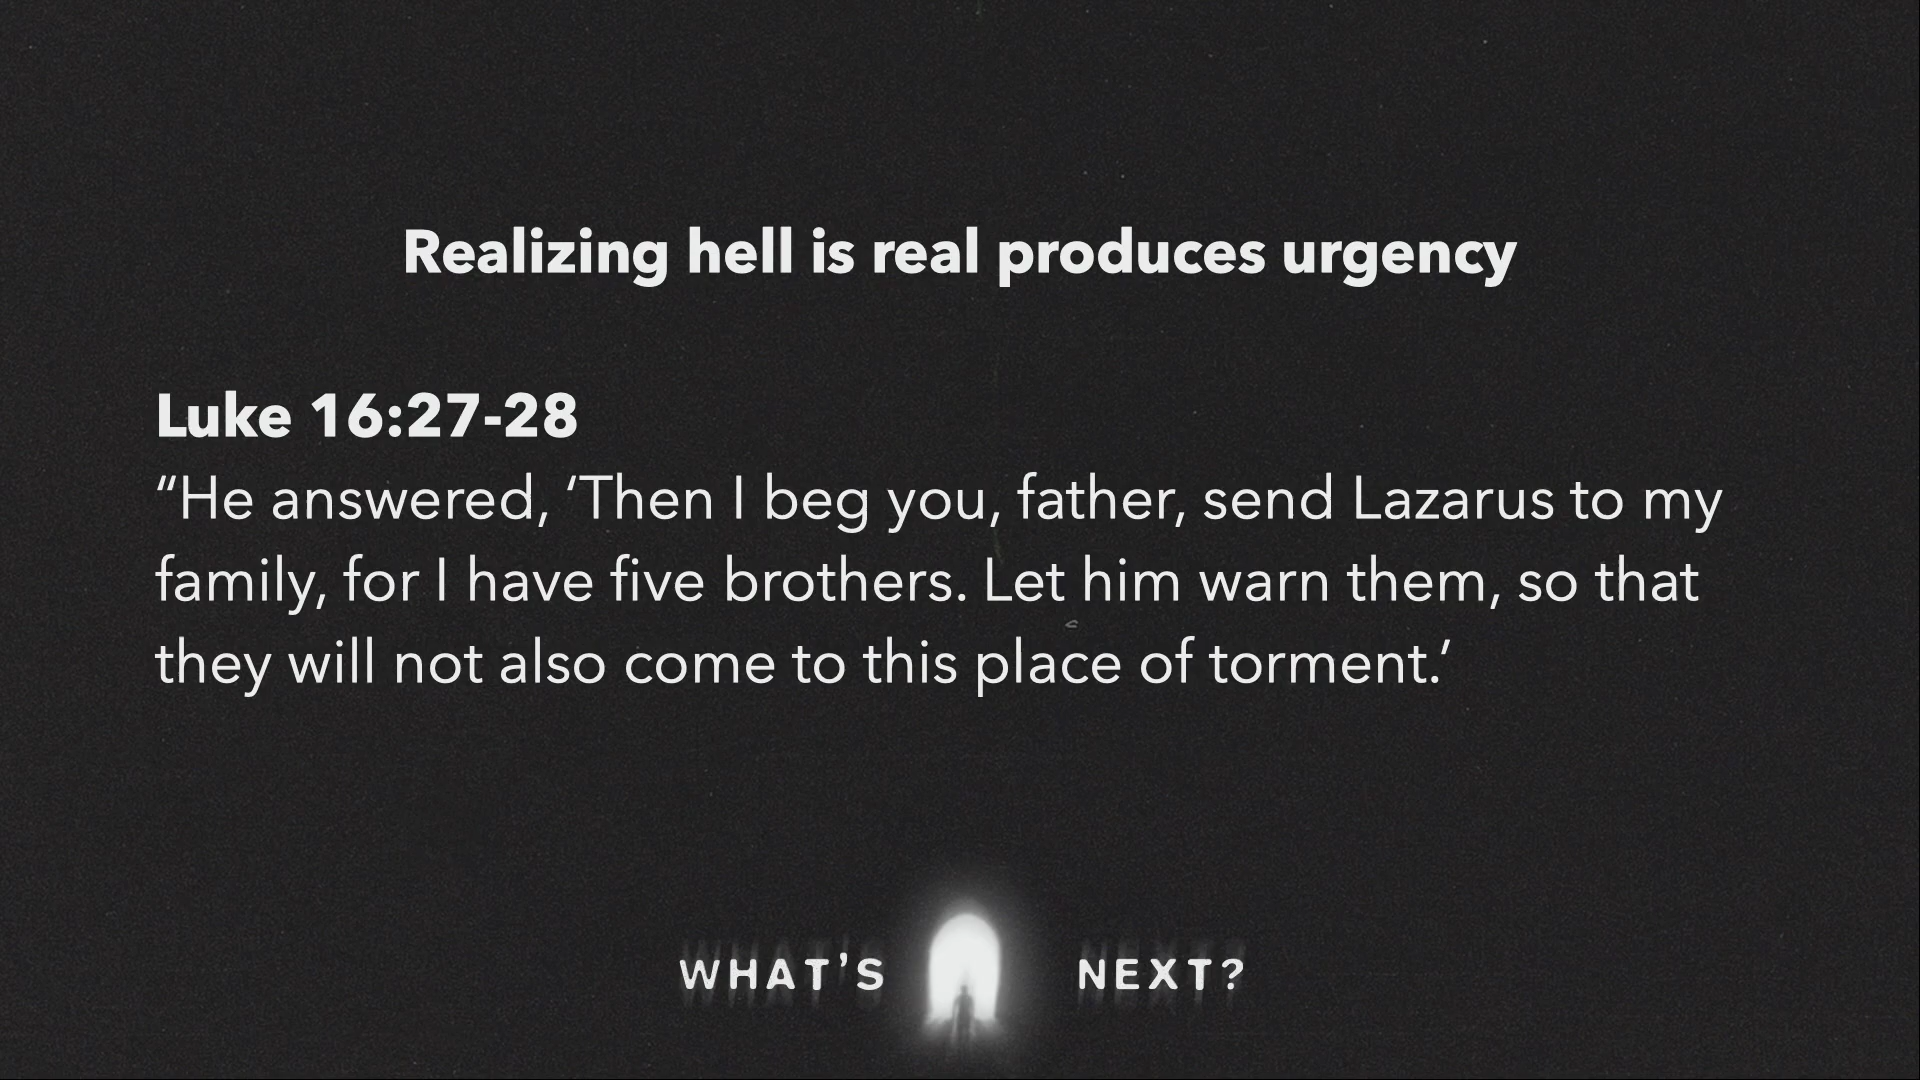 Realizing hell is real produces urgency
Luke 16:27-28
“He answered, ‘Then I beg you, father, send Lazarus to my
family, for I have five brothers. Let him warn them, so that
they will not also come to this place of torment.’
WHAT'S NEXT?